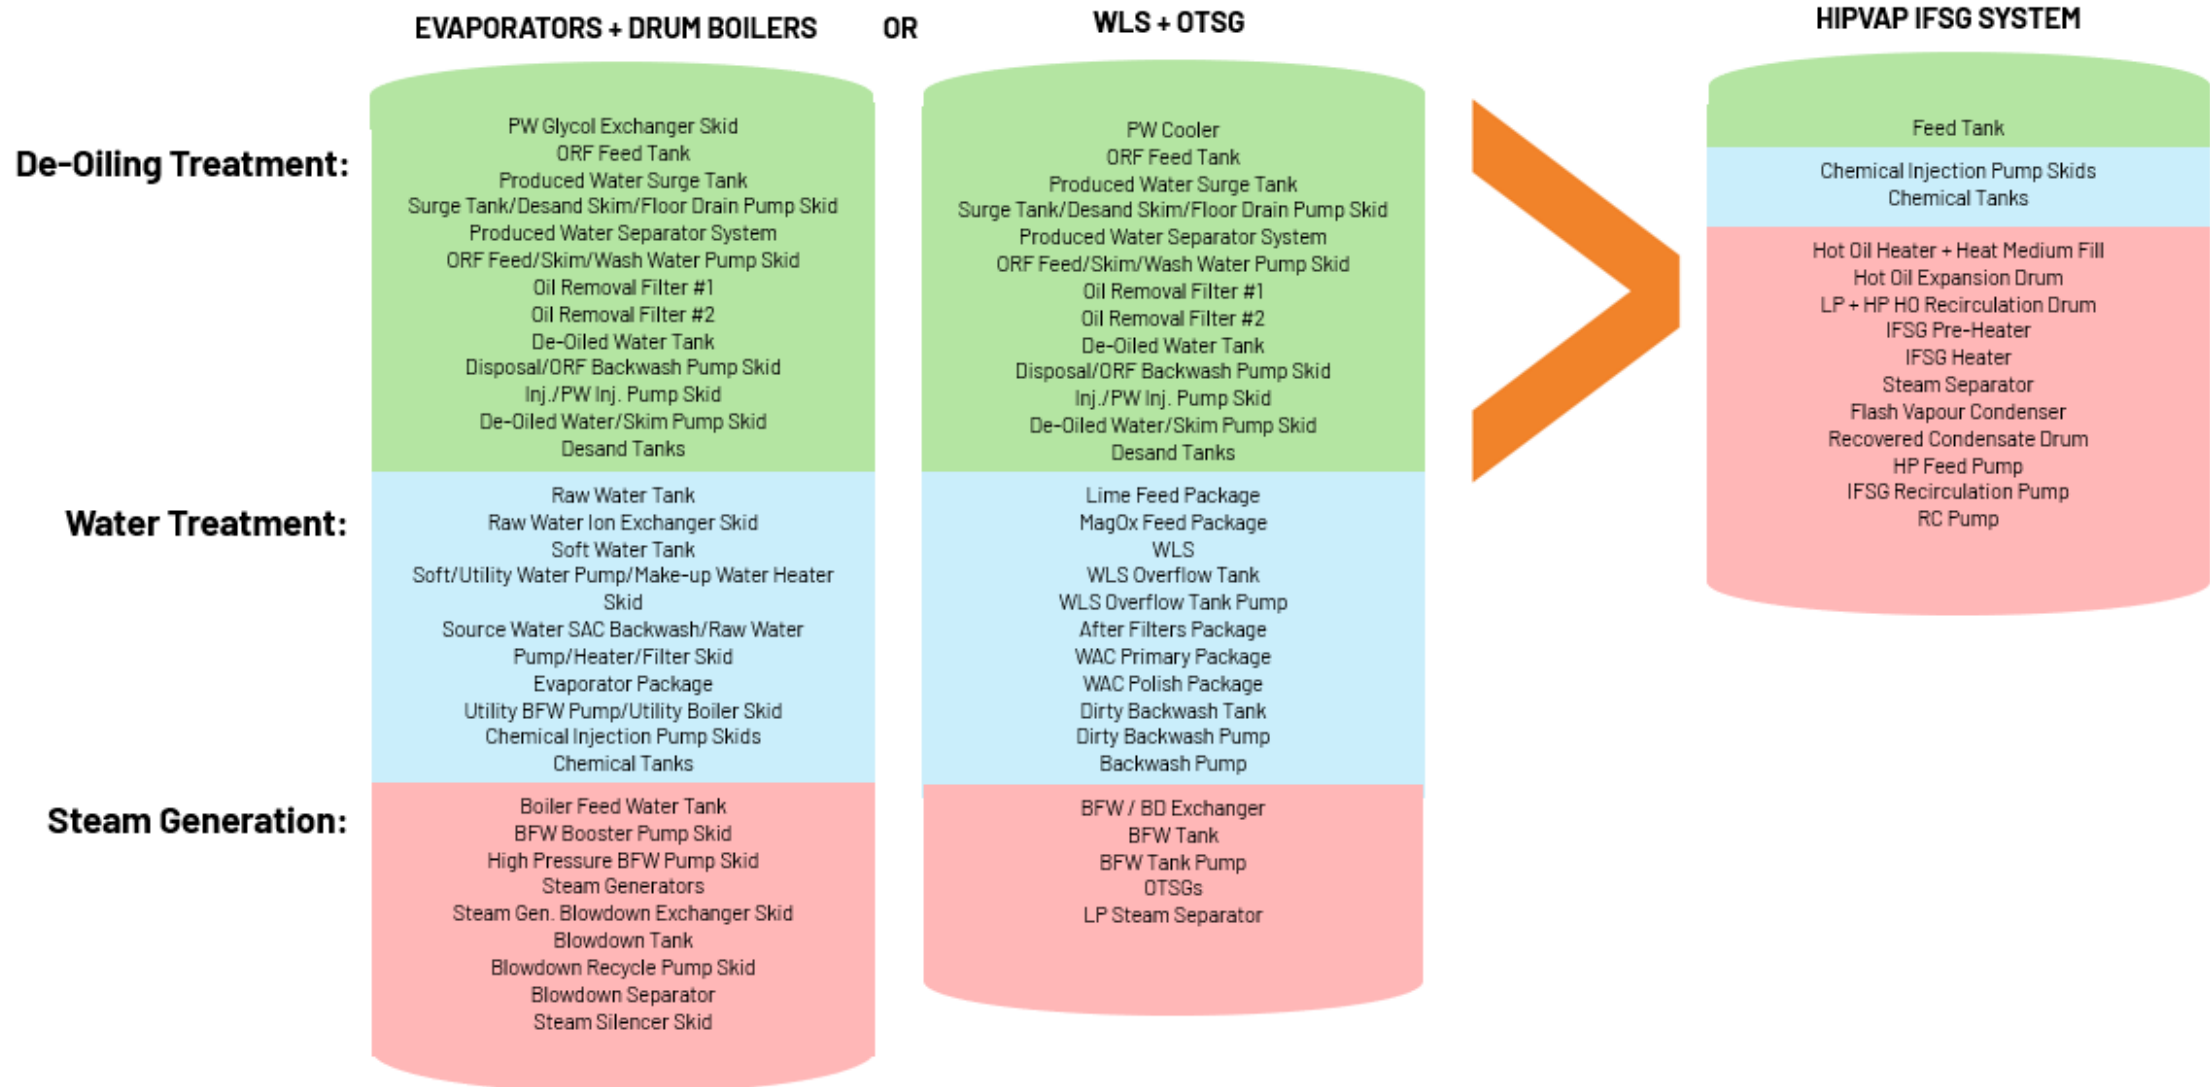 EVAPORATORS + DRUM BOILERS
OR
WLS + OTSG
HIPVAP IFSG SYSTEM
De-Oiling Treatment:
PW Glycol Exchanger Skid
ORF Feed Tank
Produced Water Surge Tank
Surge Tank/Desand Skim/Floor Drain Pump Skid
Produced Water Separator System
ORF Feed/Skim/Wash Water Pump Skid
Oil Removal Filter #1
Oil Removal Filter #2
De-Oiled Water Tank
Disposal/ORF Backwash Pump Skid
Inj./PW Inj. Pump Skid
De-Oiled Water/Skim Pump Skid
Desand Tanks
PW Cooler
ORF Feed Tank
Produced Water Surge Tank
Surge Tank/Desand Skim/Floor Drain Pump Skid
Produced Water Separator System
ORF Feed/Skim/Wash Water Pump Skid
Oil Removal Filter #1
Oil Removal Filter #2
De-Oiled Water Tank
Disposal/ORF Backwash Pump Skid
Inj./PW Inj. Pump Skid
De-Oiled Water/Skim Pump Skid
Desand Tanks
Feed Tank
Water Treatment:
Raw Water Tank
Raw Water Ion Exchanger Skid
Soft Water Tank
Soft/Utility Water Pump/Make-up Water Heater
Skid
Source Water SAC Backwash/Raw Water
Pump/Heater/Filter Skid
Evaporator Package
Utility BFW Pump/Utility Boiler Skid
Chemical Injection Pump Skids
Chemical Tanks
Lime Feed Package
MagOx Feed Package
WLS
WLS Overflow Tank
WLS Overflow Tank Pump
After Filters Package
WAC Primary Package
WAC Polish Package
Dirty Backwash Tank
Dirty Backwash Pump
Backwash Pump
Chemical Injection Pump Skids
Chemical Tanks
Steam Generation:
Boiler Feed Water Tank
BFW Booster Pump Skid
High Pressure BFW Pump Skid
Steam Generators
Steam Gen. Blowdown Exchanger Skid
Blowdown Tank
Blowdown Recycle Pump Skid
Blowdown Separator
Steam Silencer Skid
BFW / BD Exchanger
BFW Tank
BFW Tank Pump
OTSGs
LP Steam Separator
Hot Oil Heater + Heat Medium Fill
Hot Oil Expansion Drum
LP + HP HO Recirculation Drum
IFSG Pre-Heater
IFSG Heater
Steam Separator
Flash Vapour Condenser
Recovered Condensate Drum
HP Feed Pump
IFSG Recirculation Pump
RC Pump